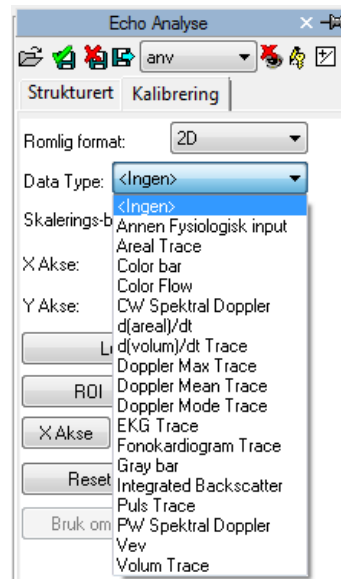 Echo Analyse
anv
Strukturert Kalibrering
Romlig format: 2D
Data Type: <Ingen>
<Ingen>
Skalerings-b
Annen Fysiologisk input
Areal Trace
X Akse:
Color bar
Color Flow
Y Akse:
CW Spektral Doppler
d(areal)/dt
d(volum)/dt Trace
Doppler Max Trace
ROI
Doppler Mean Trace
Doppler Mode Trace
X Akse
EKG Trace
Fonokardiogram Trace
Gray bar
Reset
Integrated Backscatter
Puls Trace
Bruk om
PW Spektral Doppler
Vev
Volum Trace